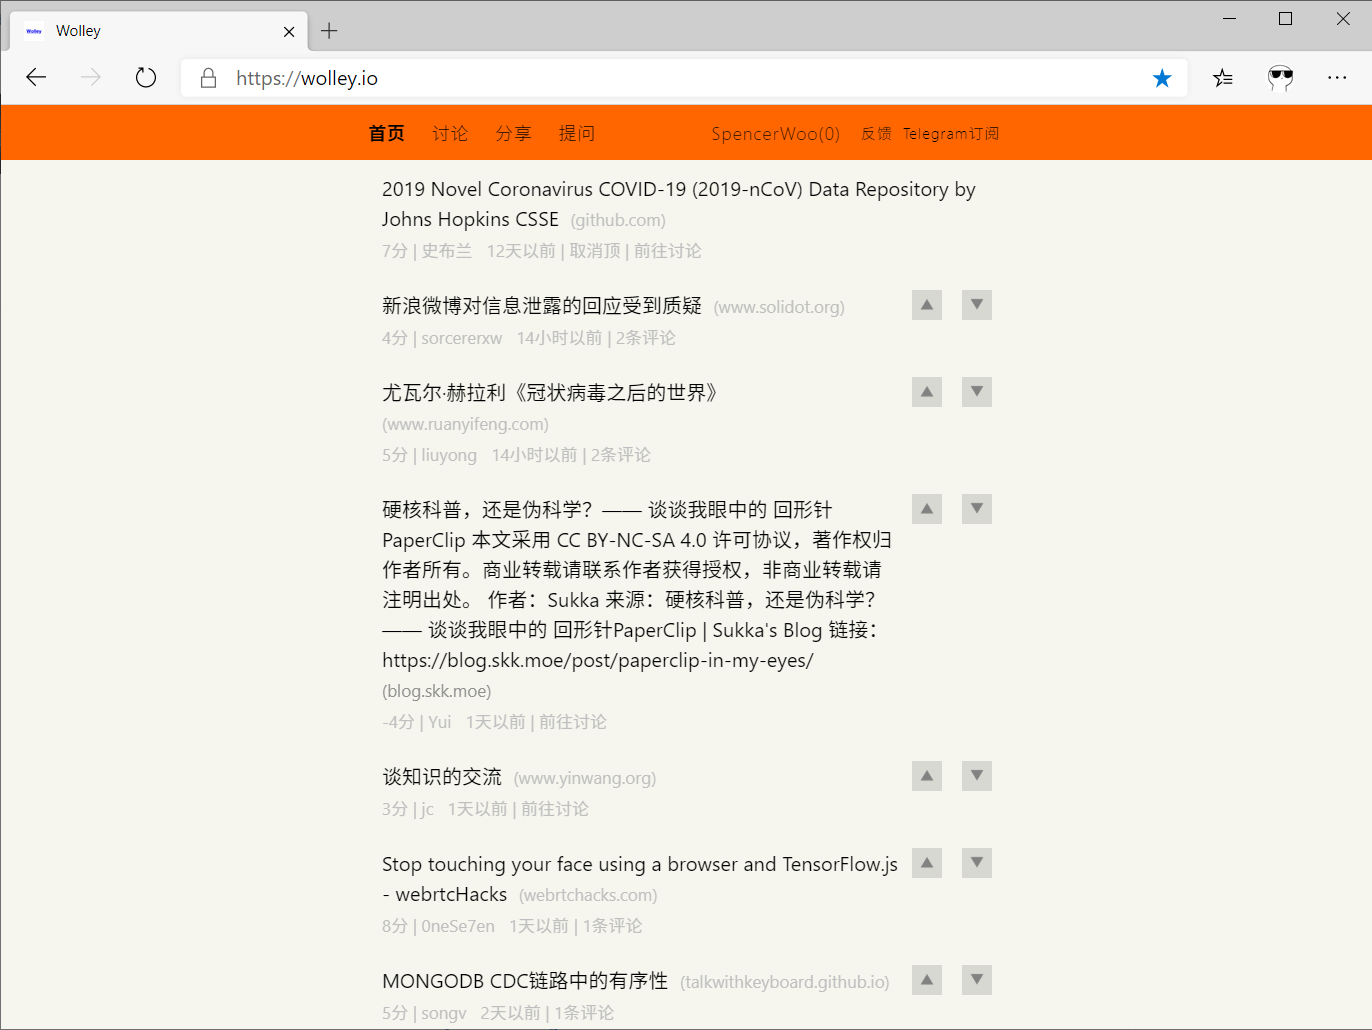 Wolley
Wolley
https://wolley.io
首页 讨论 分享 提问 SpencerWoo(0) 反馈 Telegram订阅
2019 Novel Coronavirus COVID-19 (2019-nCoV) Data Repository by
Johns Hopkins CSSE (github.com)
7分 | 史布兰 12天以前 | 取消顶 | 前往讨论
新浪微博对信息泄露的回应受到质疑 (www.solidot.org)
4分 | sorcererxw 14小时以前 | 2条评论
尤瓦尔·赫拉利《冠状病毒之后的世界》
(www.ruanyifeng.com)
5分 | liuyong 14小时以前 | 2条评论
硬核科普，还是伪科学？—— 谈谈我眼中的 回形针
PaperClip 本文采用 CC BY-NC-SA 4.0 许可协议，著作权归
作者所有。商业转载请联系作者获得授权，非商业转载请
注明出处。 作者：Sukka 来源：硬核科普，还是伪科学？
—— 谈谈我眼中的 回形针PaperClip | Sukka's Blog 链接：
https://blog.skk.moe/post/paperclip-in-my-eyes/
(blog.skk.moe)
-4分 | Yui 1天以前 | 前往讨论
谈知识的交流 (www.yinwang.org)
3分 | jc 1天以前 | 前往讨论
Stop touching your face using a browser and TensorFlow.js
- webrtcHacks (webrtchacks.com)
8分 | 0neSe7en 1天以前 | 1条评论
MONGODB CDC链路中的有序性 (talkwithkeyboard.github.io)
5分 | songv 2天以前 | 1条评论